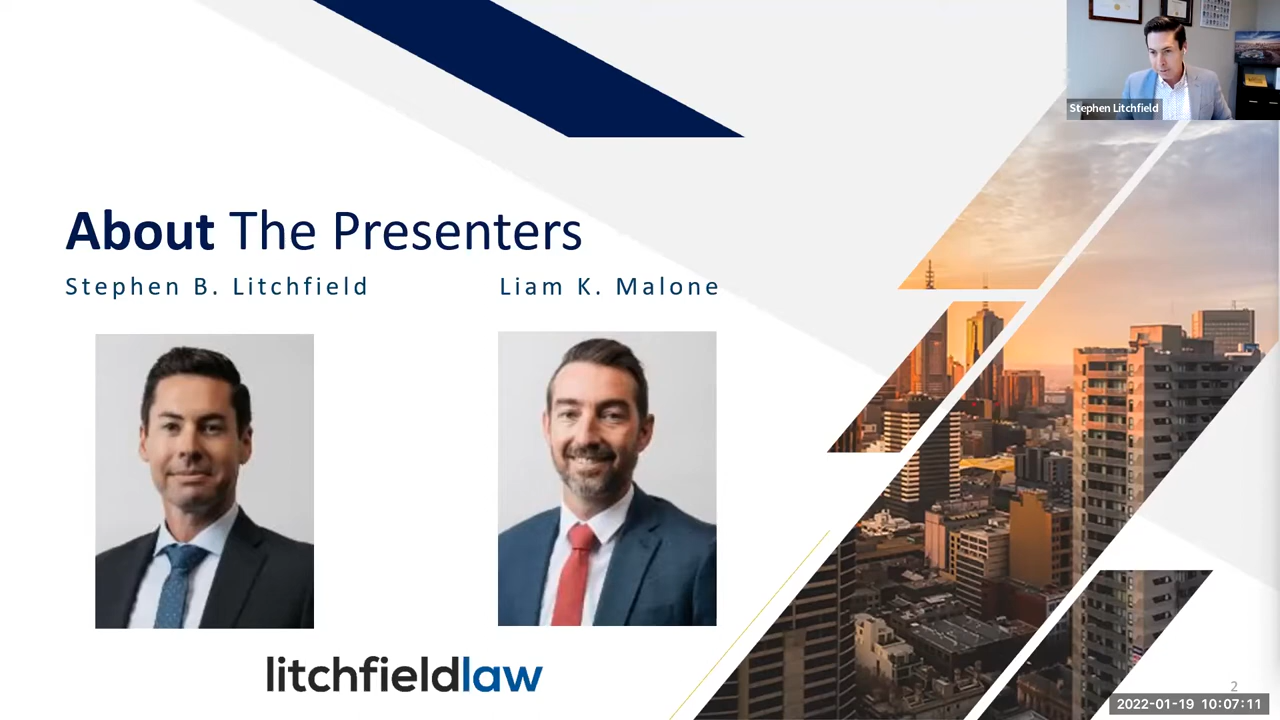 Stephen Litchfield
About The Presenters
Stephen B. Litchfield
Liam K. Malone
litchfieldlaw
2
2022-01-19 10:07:11